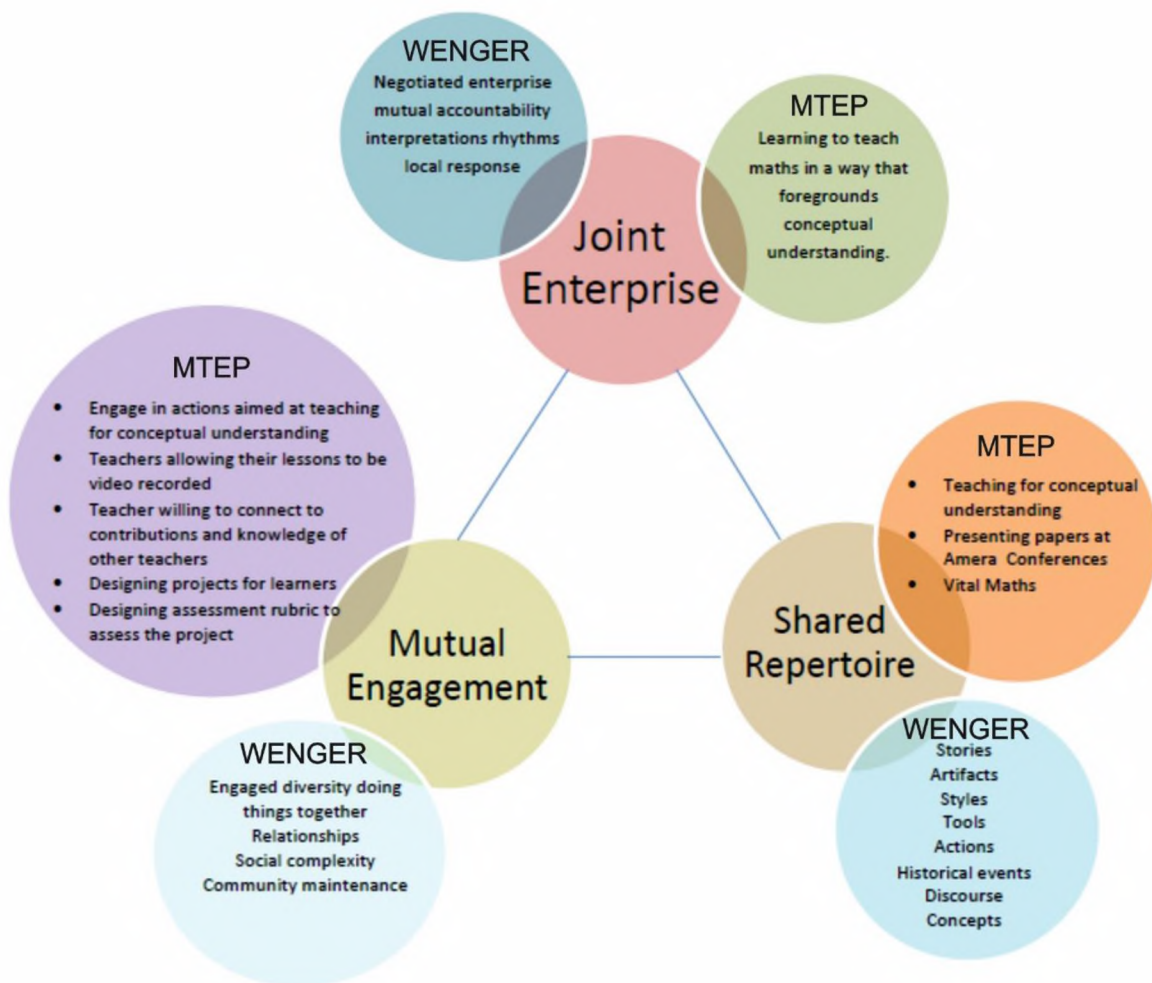 WENGER
Negotiated enterprise
mutual accountability
interpretations rhythms
local response
MTEP
Learning to teach
maths in a way that
foregrounds
conceptual
understanding.
Joint
Enterprise
MTEP
• Engage in actions aimed at teaching
for conceptual understanding
• Teachers allowing their lessons to be
video recorded
• Teacher willing to connect to
contributions and knowledge of
other teachers
• Designing projects for learners
• Designing assessment rubric to
assess the project
Mutual
Engagement
WENGER
Engaged diversity doing
things together
Relationships
Social complexity
Community maintenance
MTEP
• Teaching for conceptual
understanding
• Presenting papers at
Amera Conferences
• Vital Maths
Shared
Repertoire
WENGER
Stories
Artifacts
Styles
Tools
Actions
Historical events
Discourse
Concepts